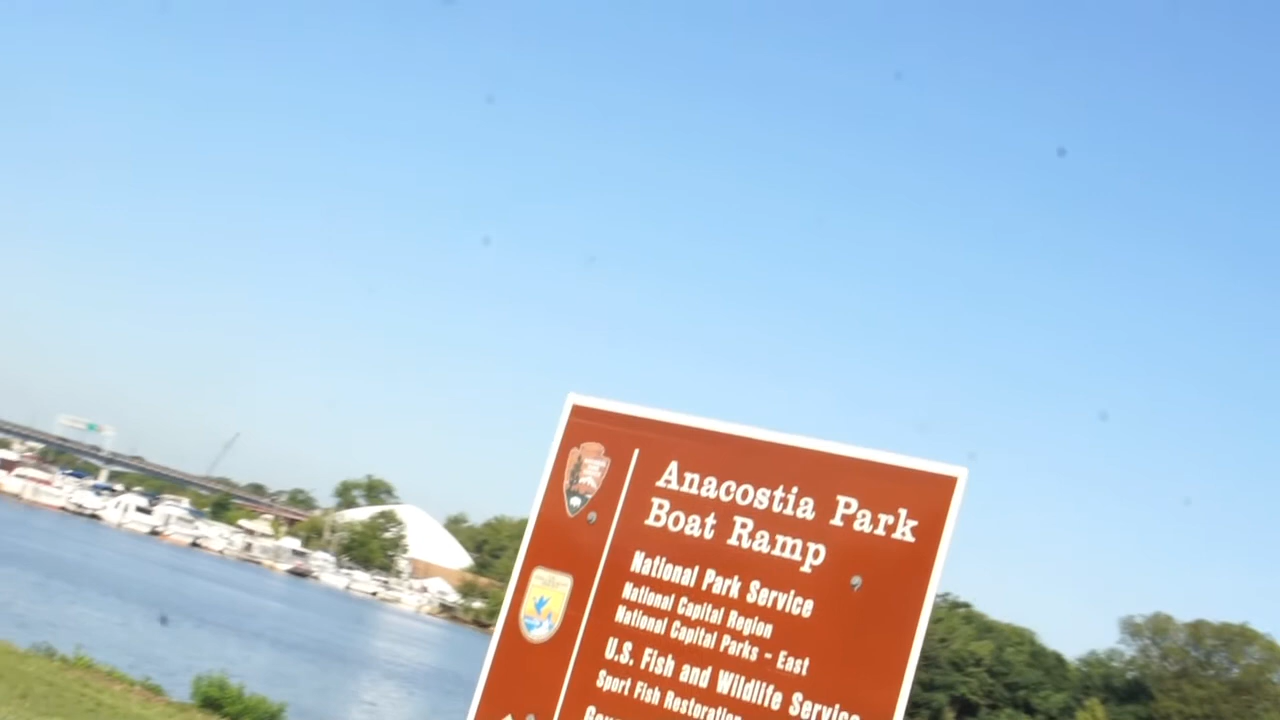 Anacostia Park
Boat Ramp
National Park Service
National Capital Region
National Capital Parks – East
U.S. Fish and Wildlife Service
Sport Fish Restoration